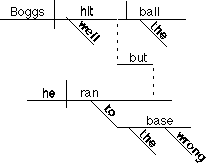 Boggs hit ball
well the
but
he ran
to
base
the wrong